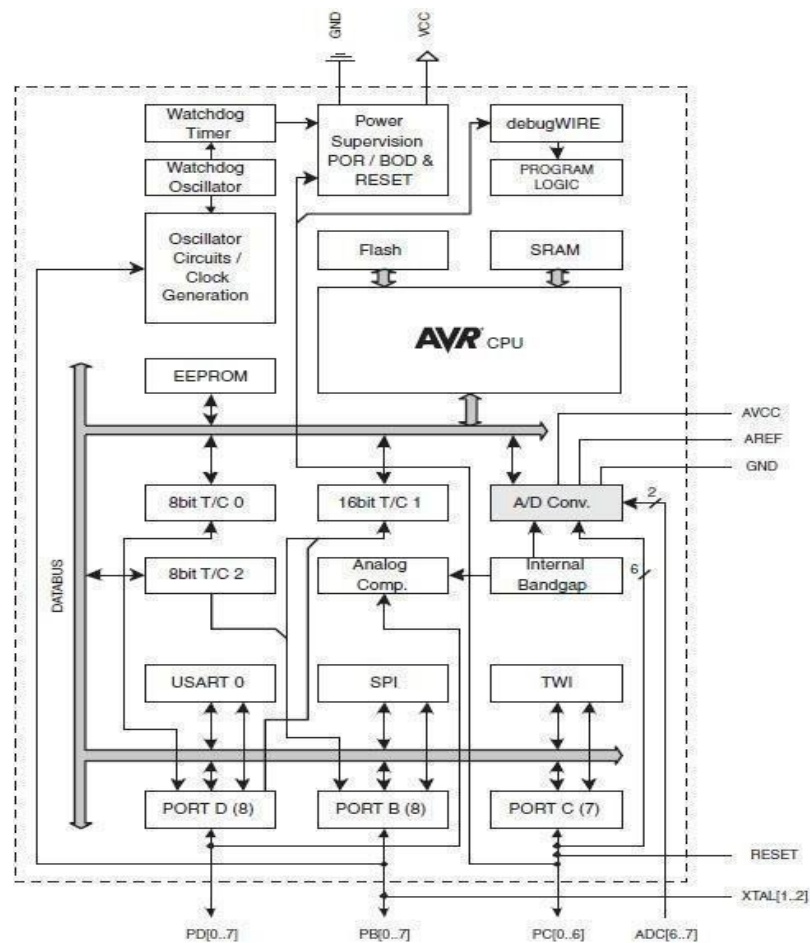 GND
VCC
Watchdog
Timer
Power
Supervision
POR / BOD &
RESET
debugWIRE
Watchdog
Oscillator
PROGRAM
LOGIC
Oscillator
Circuits /
Clock
Generation
Flash
SRAM
AVR CPU
EEPROM
AVCC
AREF
GND
8bit T/C 0
16bit T/C 1
A/D Conv.
2
DATABUS
8bit T/C 2
Analog
Comp.
Internal
Bandgap
6
USART 0
SPI
TWI
PORT D (8)
PORT B (8)
PORT C (7)
RESET
XTAL[1..2]
PD[0..7]
PB[0..7]
PC[0..6]
ADC[6..7]